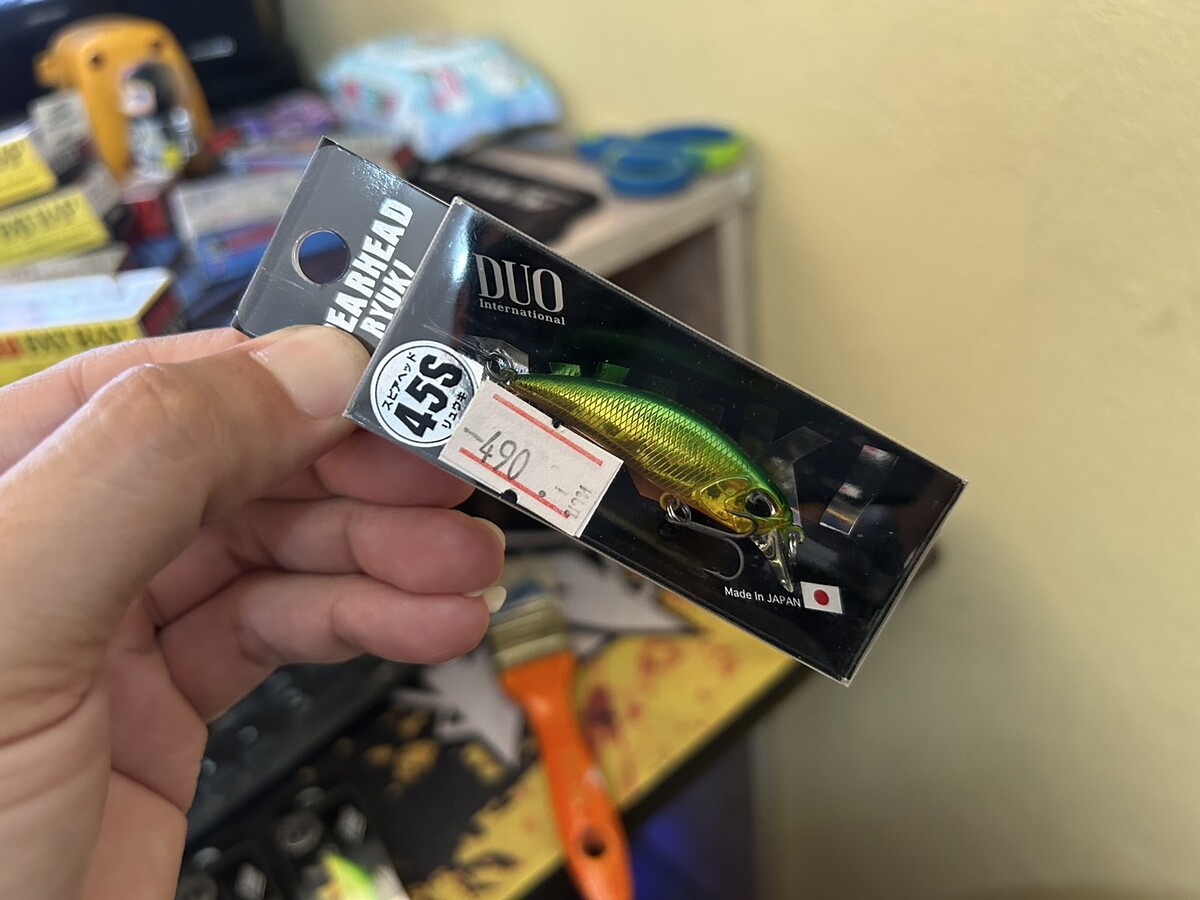 EARHEAD
RYUKI
DUO
International
スピアヘッド
45S
リュウキ
-490.-
Made In JAPAN